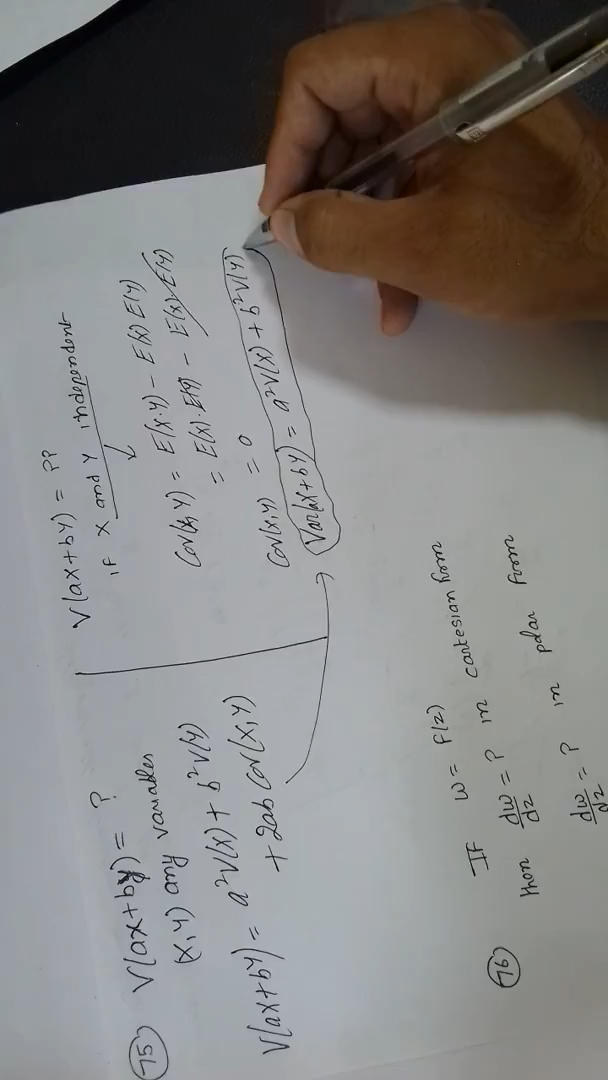 75 V(ax+by) = ?
(X,Y) any variables
V(ax+bY) = a²V(X) + b²V(Y)
+ 2ab Cov(X,Y)
V(ax+by) = ??
if X and Y independent
Cov(X,Y) = E(X.Y) - E(X) E(Y)
= E(X).E(Y) - E(X).E(Y)
Cov(X,Y) = 0
Var(aX+bY) = a²V(X) + b²V(Y)
76 If w = f(z)
then dw/dz = ? in cartesian form
dw/dz = ? in polar from